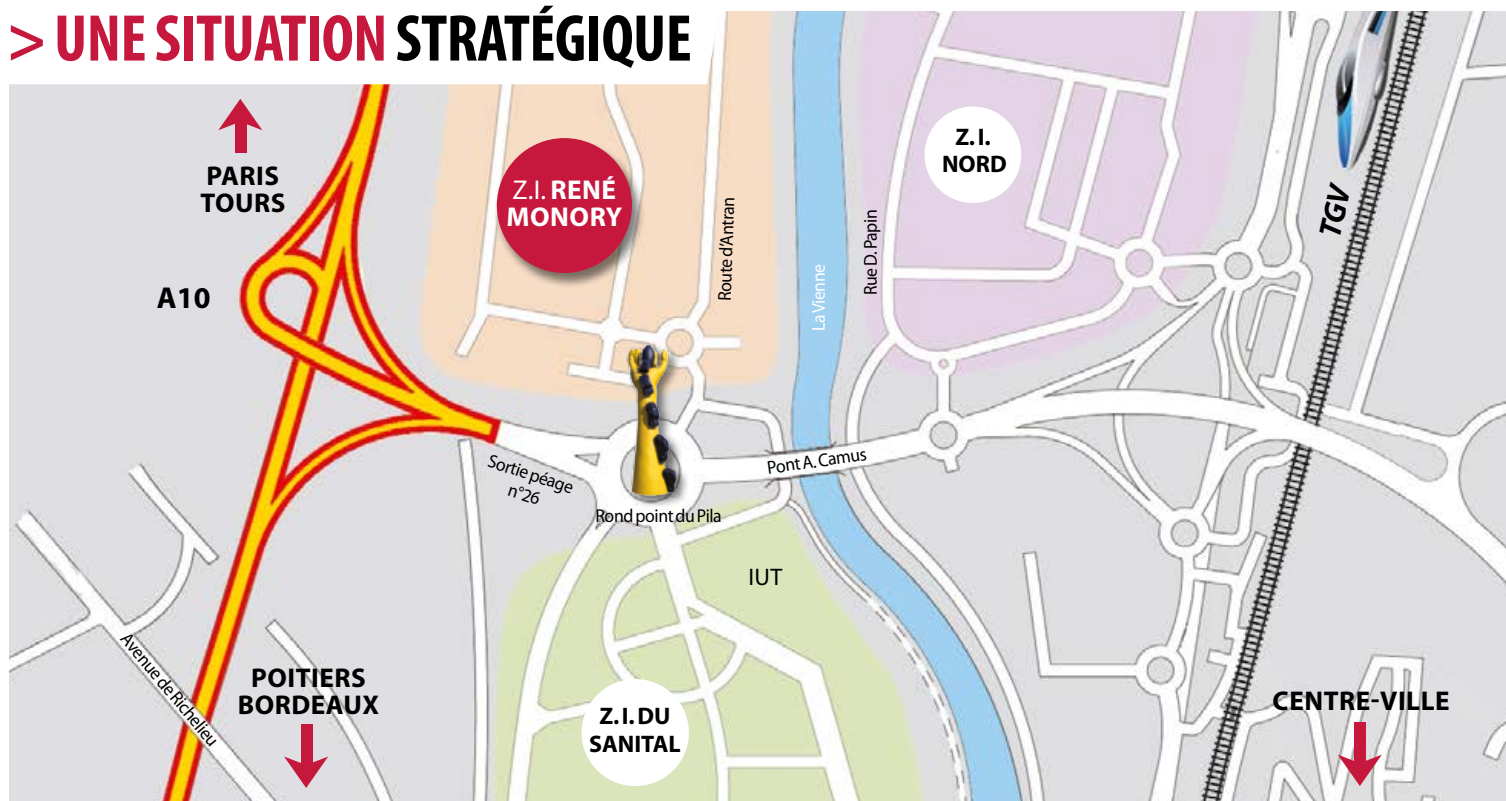 > UNE SITUATION STRATÉGIQUE
PARIS
TOURS
A10
Z.I. RENÉ
MONORY
Route d'Antran
La Vienne
Rue D. Papin
Z.I.
NORD
TGV
Sortie péage
n°26
Rond point du Pila
Pont A. Camus
IUT
Avenue de Richelieu
POITIERS
BORDEAUX
Z.I. DU
SANITAL
CENTRE-VILLE